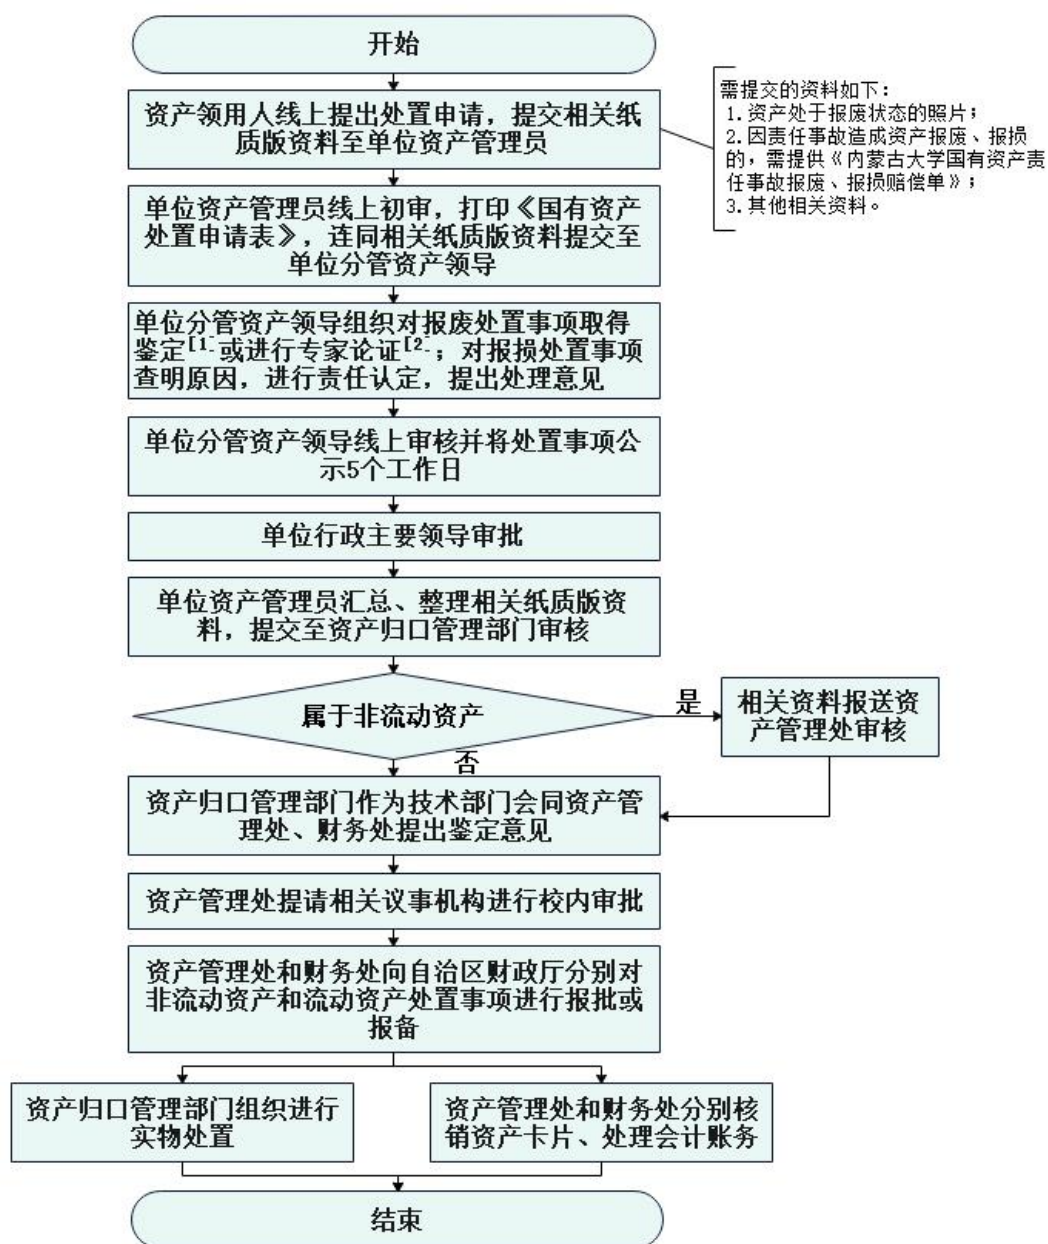 开始
资产领用人线上提出处置申请，提交相关纸
质版资料至单位资产管理员
需提交的资料如下：
1.资产处于报废状态的照片；
2.因责任事故造成资产报废、报损
的，需提供《内蒙古大学国有资产责
任事故报废、报损赔偿单》；
3.其他相关资料。
单位资产管理员线上初审，打印《国有资产
处置申请表》，连同相关纸质版资料提交至
单位分管资产领导
单位分管资产领导组织对报废处置事项取得
鉴定[1]或进行专家论证[2]；对报损处置事项
查明原因，进行责任认定，提出处理意见
单位分管资产领导线上审核并将处置事项公
示5个工作日
单位行政主要领导审批
单位资产管理员汇总、整理相关纸质版资
料，提交至资产归口管理部门审核
属于非流动资产
是
相关资料报送资
产管理处审核
否
资产归口管理部门作为技术部门会同资产管
理处、财务处提出鉴定意见
资产管理处提请相关议事机构进行校内审批
资产管理处和财务处向自治区财政厅分别对
非流动资产和流动资产处置事项进行报批或
报备
资产归口管理部门组织进行
实物处置
资产管理处和财务处分别核
销资产卡片、处理会计账务
结束